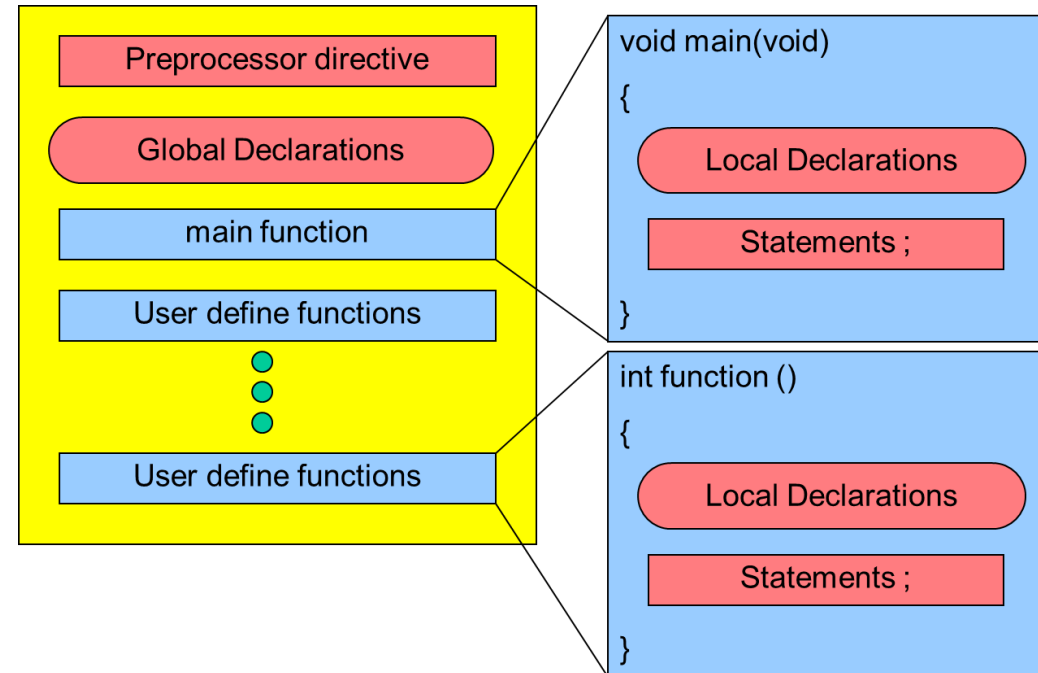 Preprocessor directive
Global Declarations
main function
User define functions
User define functions
void main(void)
{
Local Declarations
Statements ;
}
int function ()
{
Local Declarations
Statements ;
}